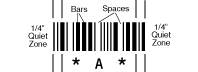 Bars Spaces
1/4"
Quiet
Zone
1/4"
Quiet
Zone
* A *